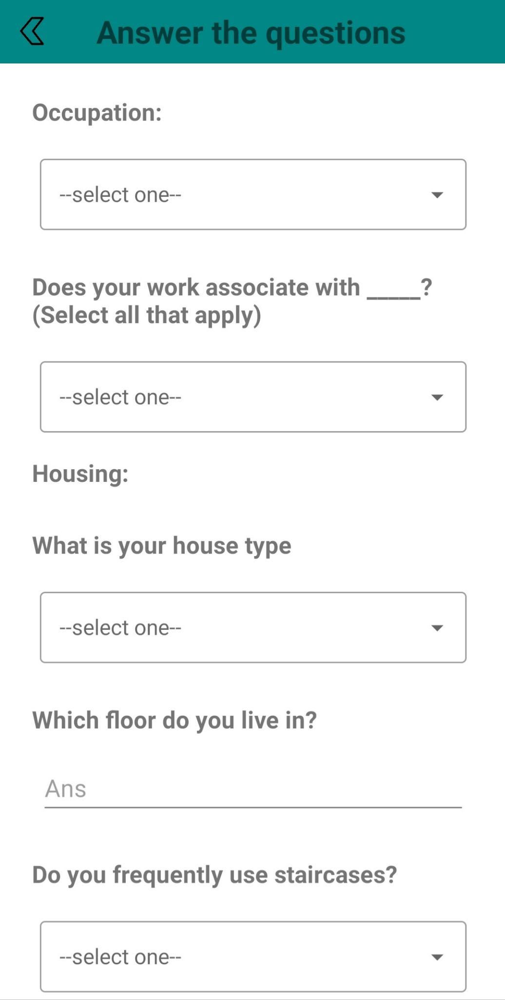 Answer the questions
Occupation:
--select one--
Does your work associate with _____?
(Select all that apply)
--select one--
Housing:
What is your house type
--select one--
Which floor do you live in?
Ans
Do you frequently use staircases?
--select one--